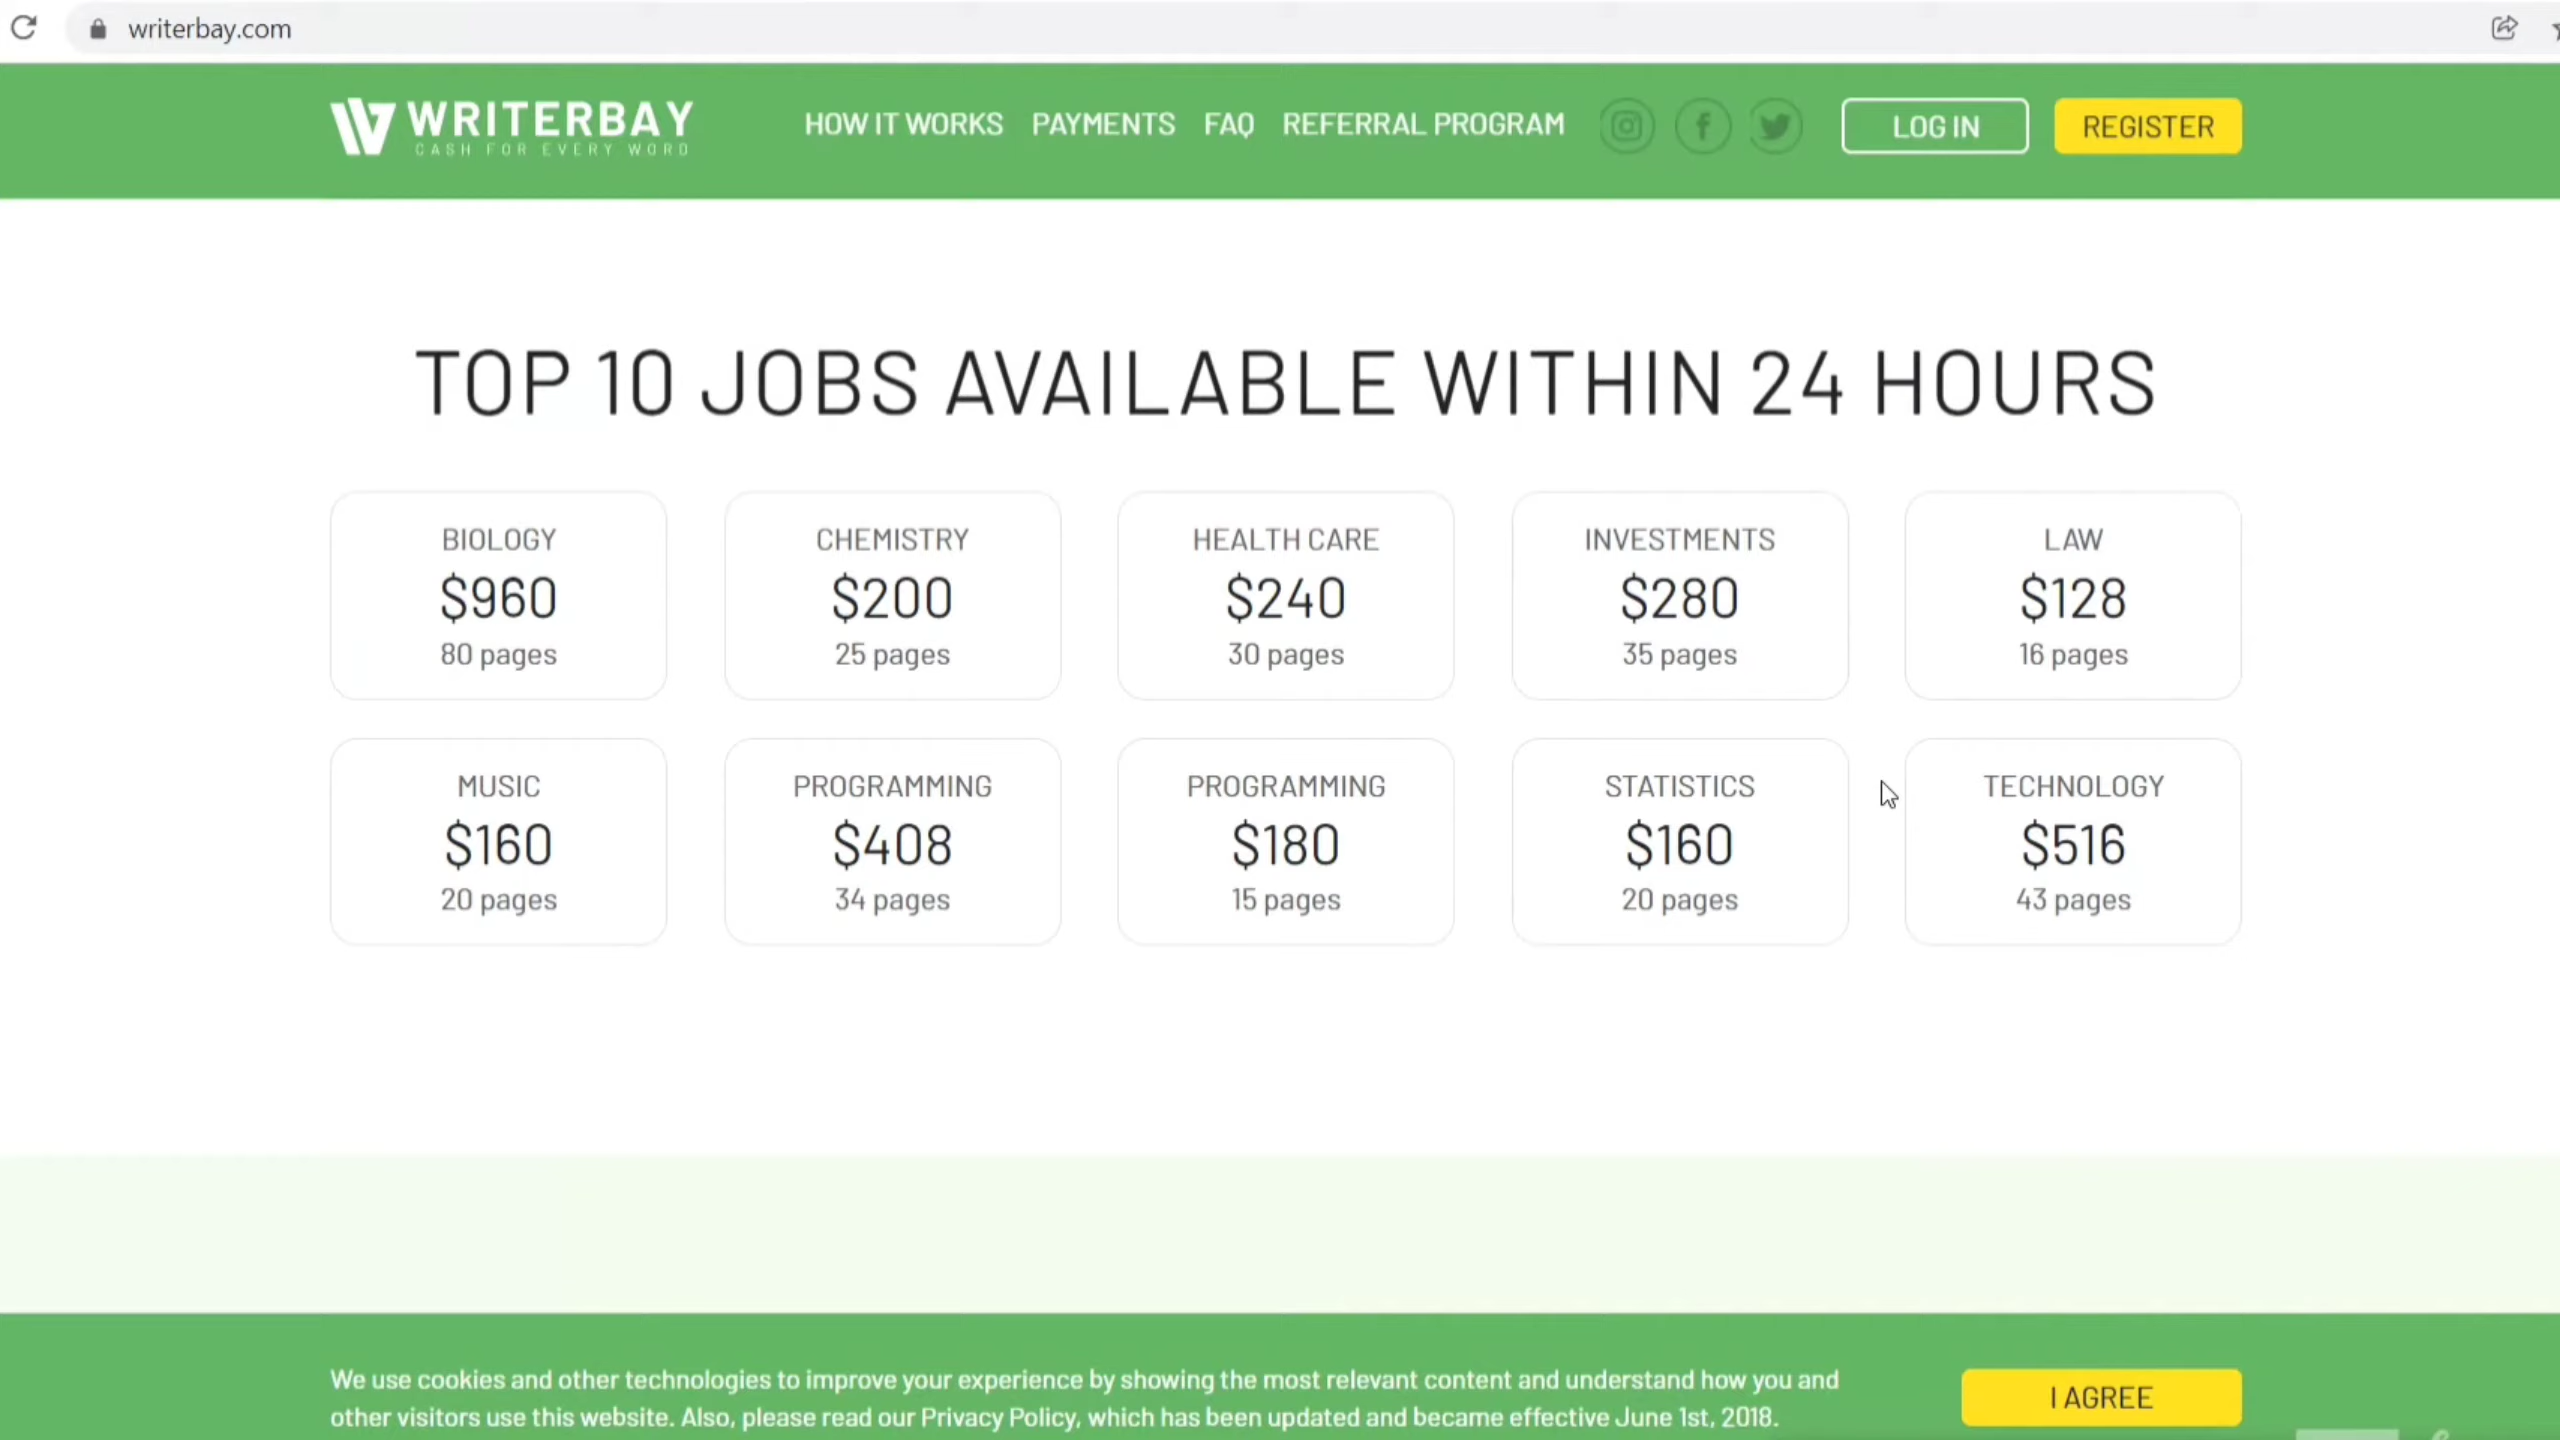 writerbay.com
WRITERBAY
CASH FOR EVERY WORD
HOW IT WORKS PAYMENTS FAQ REFERRAL PROGRAM
LOG IN
REGISTER
TOP 10 JOBS AVAILABLE WITHIN 24 HOURS
BIOLOGY
$960
80 pages
CHEMISTRY
$200
25 pages
HEALTH CARE
$240
30 pages
INVESTMENTS
$280
35 pages
LAW
$128
16 pages
MUSIC
$160
20 pages
PROGRAMMING
$408
34 pages
PROGRAMMING
$180
15 pages
STATISTICS
$160
20 pages
TECHNOLOGY
$516
43 pages
We use cookies and other technologies to improve your experience by showing the most relevant content and understand how you and
other visitors use this website. Also, please read our Privacy Policy, which has been updated and became effective June 1st, 2018.
I AGREE